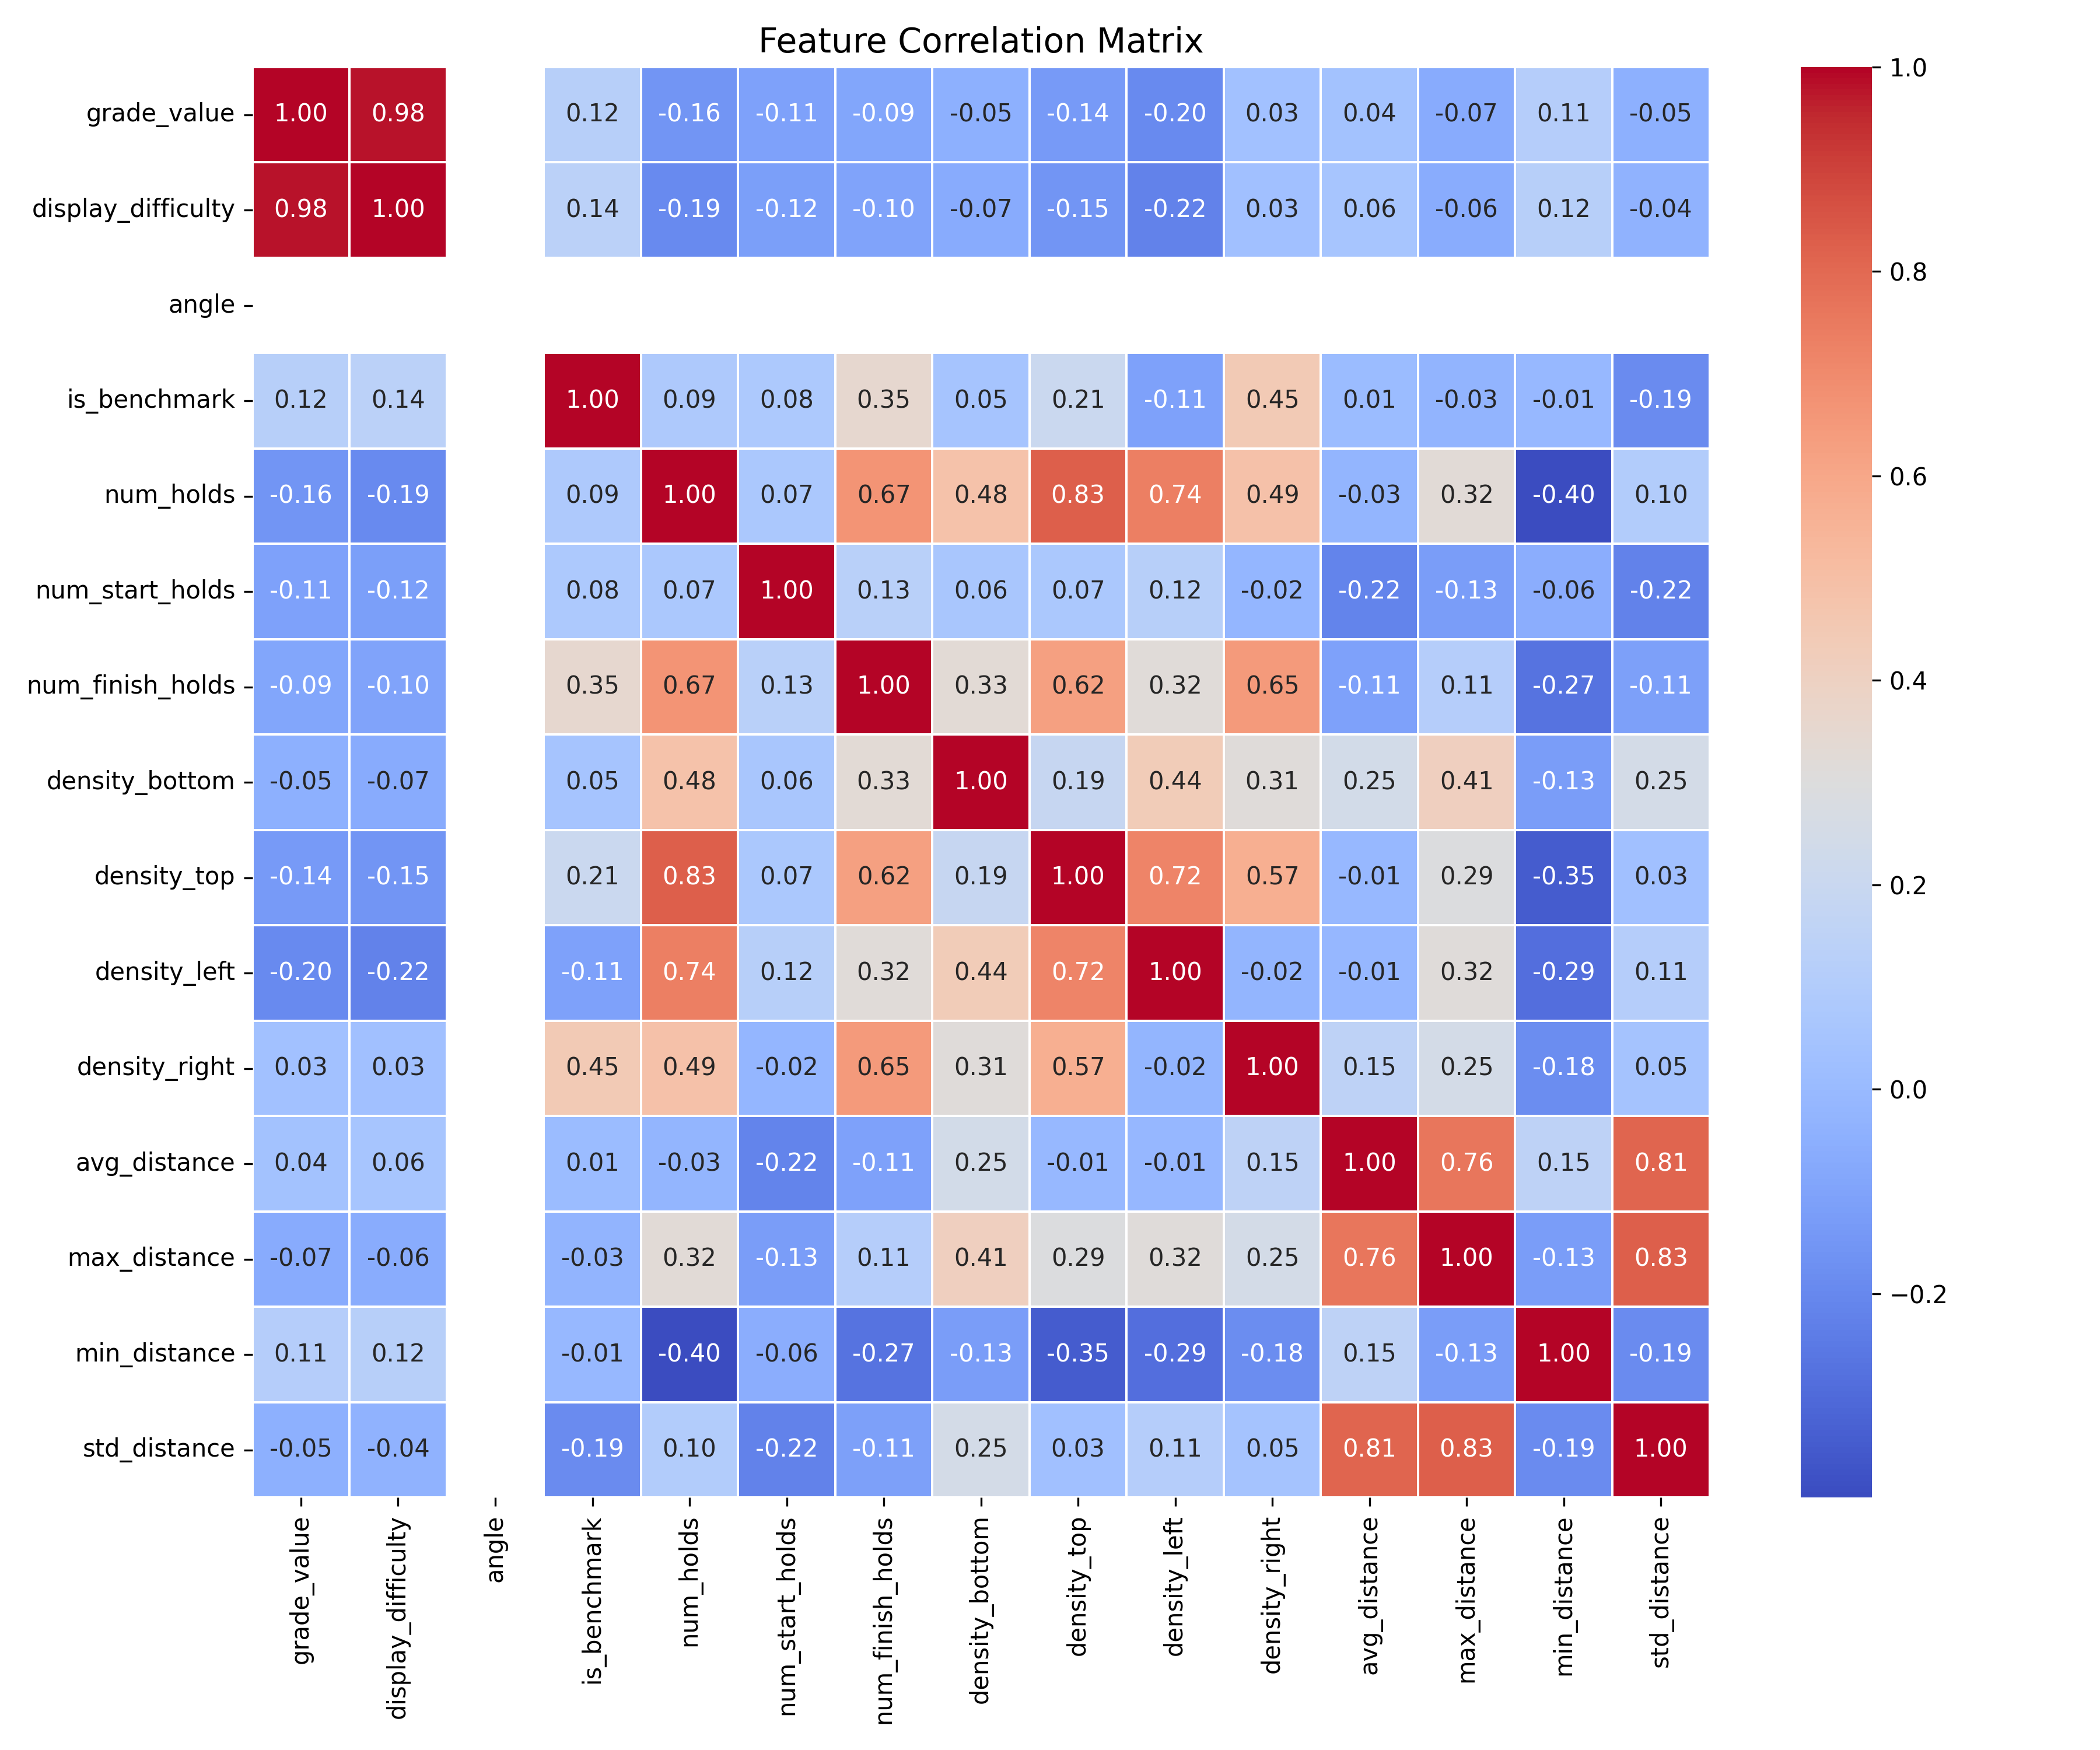 Feature Correlation Matrix
grade_value 1.00 0.98 0.12 -0.16 -0.11 -0.09 -0.05 -0.14 -0.20 0.03 0.04 -0.07 0.11 -0.05
display_difficulty 0.98 1.00 0.14 -0.19 -0.12 -0.10 -0.07 -0.15 -0.22 0.03 0.06 -0.06 0.12 -0.04
angle
is_benchmark 0.12 0.14 1.00 0.09 0.08 0.35 0.05 0.21 -0.11 0.45 0.01 -0.03 -0.01 -0.19
num_holds -0.16 -0.19 0.09 1.00 0.07 0.67 0.48 0.83 0.74 0.49 -0.03 0.32 -0.40 0.10
num_start_holds -0.11 -0.12 0.08 0.07 1.00 0.13 0.06 0.07 0.12 -0.02 -0.22 -0.13 -0.06 -0.22
num_finish_holds -0.09 -0.10 0.35 0.67 0.13 1.00 0.33 0.62 0.32 0.65 -0.11 0.11 -0.27 -0.11
density_bottom -0.05 -0.07 0.05 0.48 0.06 0.33 1.00 0.19 0.44 0.31 0.25 0.41 -0.13 0.25
density_top -0.14 -0.15 0.21 0.83 0.07 0.62 0.19 1.00 0.72 0.57 -0.01 0.29 -0.35 0.03
density_left -0.20 -0.22 -0.11 0.74 0.12 0.32 0.44 0.72 1.00 -0.02 -0.01 0.32 -0.29 0.11
density_right 0.03 0.03 0.45 0.49 -0.02 0.65 0.31 0.57 -0.02 1.00 0.15 0.25 -0.18 0.05
avg_distance 0.04 0.06 0.01 -0.03 -0.22 -0.11 0.25 -0.01 -0.01 0.15 1.00 0.76 0.15 0.81
max_distance -0.07 -0.06 -0.03 0.32 -0.13 0.11 0.41 0.29 0.32 0.25 0.76 1.00 -0.13 0.83
min_distance 0.11 0.12 -0.01 -0.40 -0.06 -0.27 -0.13 -0.35 -0.29 -0.18 0.15 -0.13 1.00 -0.19
std_distance -0.05 -0.04 -0.19 0.10 -0.22 -0.11 0.25 0.03 0.11 0.05 0.81 0.83 -0.19 1.00
grade_value
display_difficulty
angle
is_benchmark
num_holds
num_start_holds
num_finish_holds
density_bottom
density_top
density_left
density_right
avg_distance
max_distance
min_distance
std_distance
1.0
0.8
0.6
0.4
0.2
0.0
−0.2